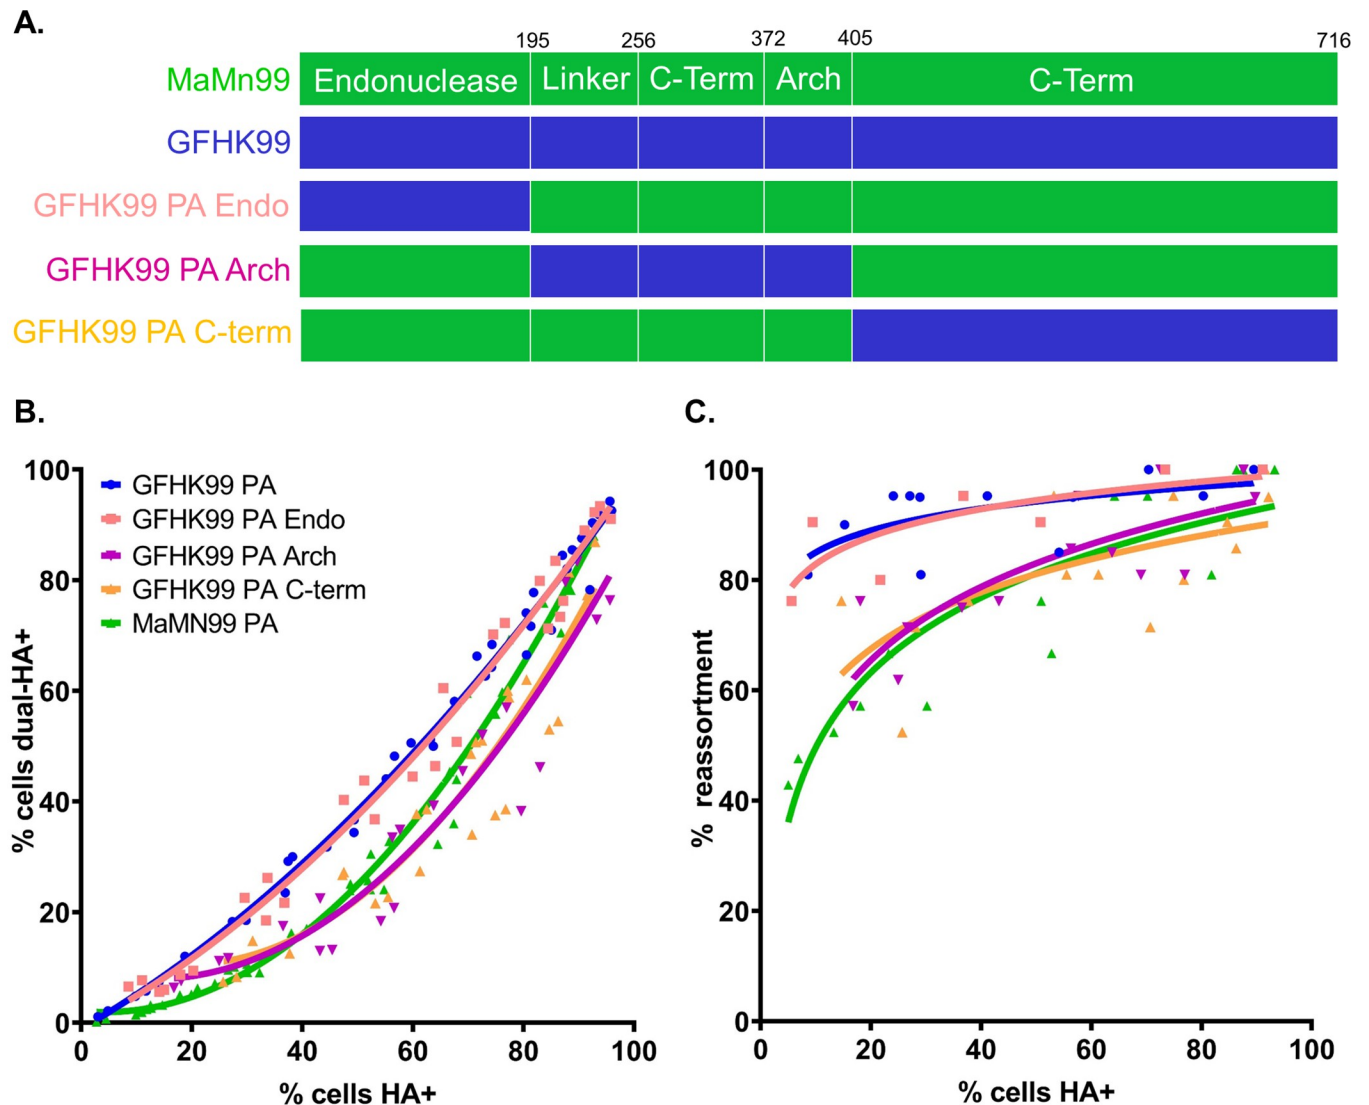 A.
195 256 372 405 716
MaMn99 Endonuclease Linker C-Term Arch C-Term
GFHK99
GFHK99 PA Endo
GFHK99 PA Arch
GFHK99 PA C-term
B.
100
80
60
40
20
0
0 20 40 60 80 100
% cells dual-HA+
% cells HA+
GFHK99 PA
GFHK99 PA Endo
GFHK99 PA Arch
GFHK99 PA C-term
MaMN99 PA
C.
100
80
60
40
20
0
0 20 40 60 80 100
% reassortment
% cells HA+